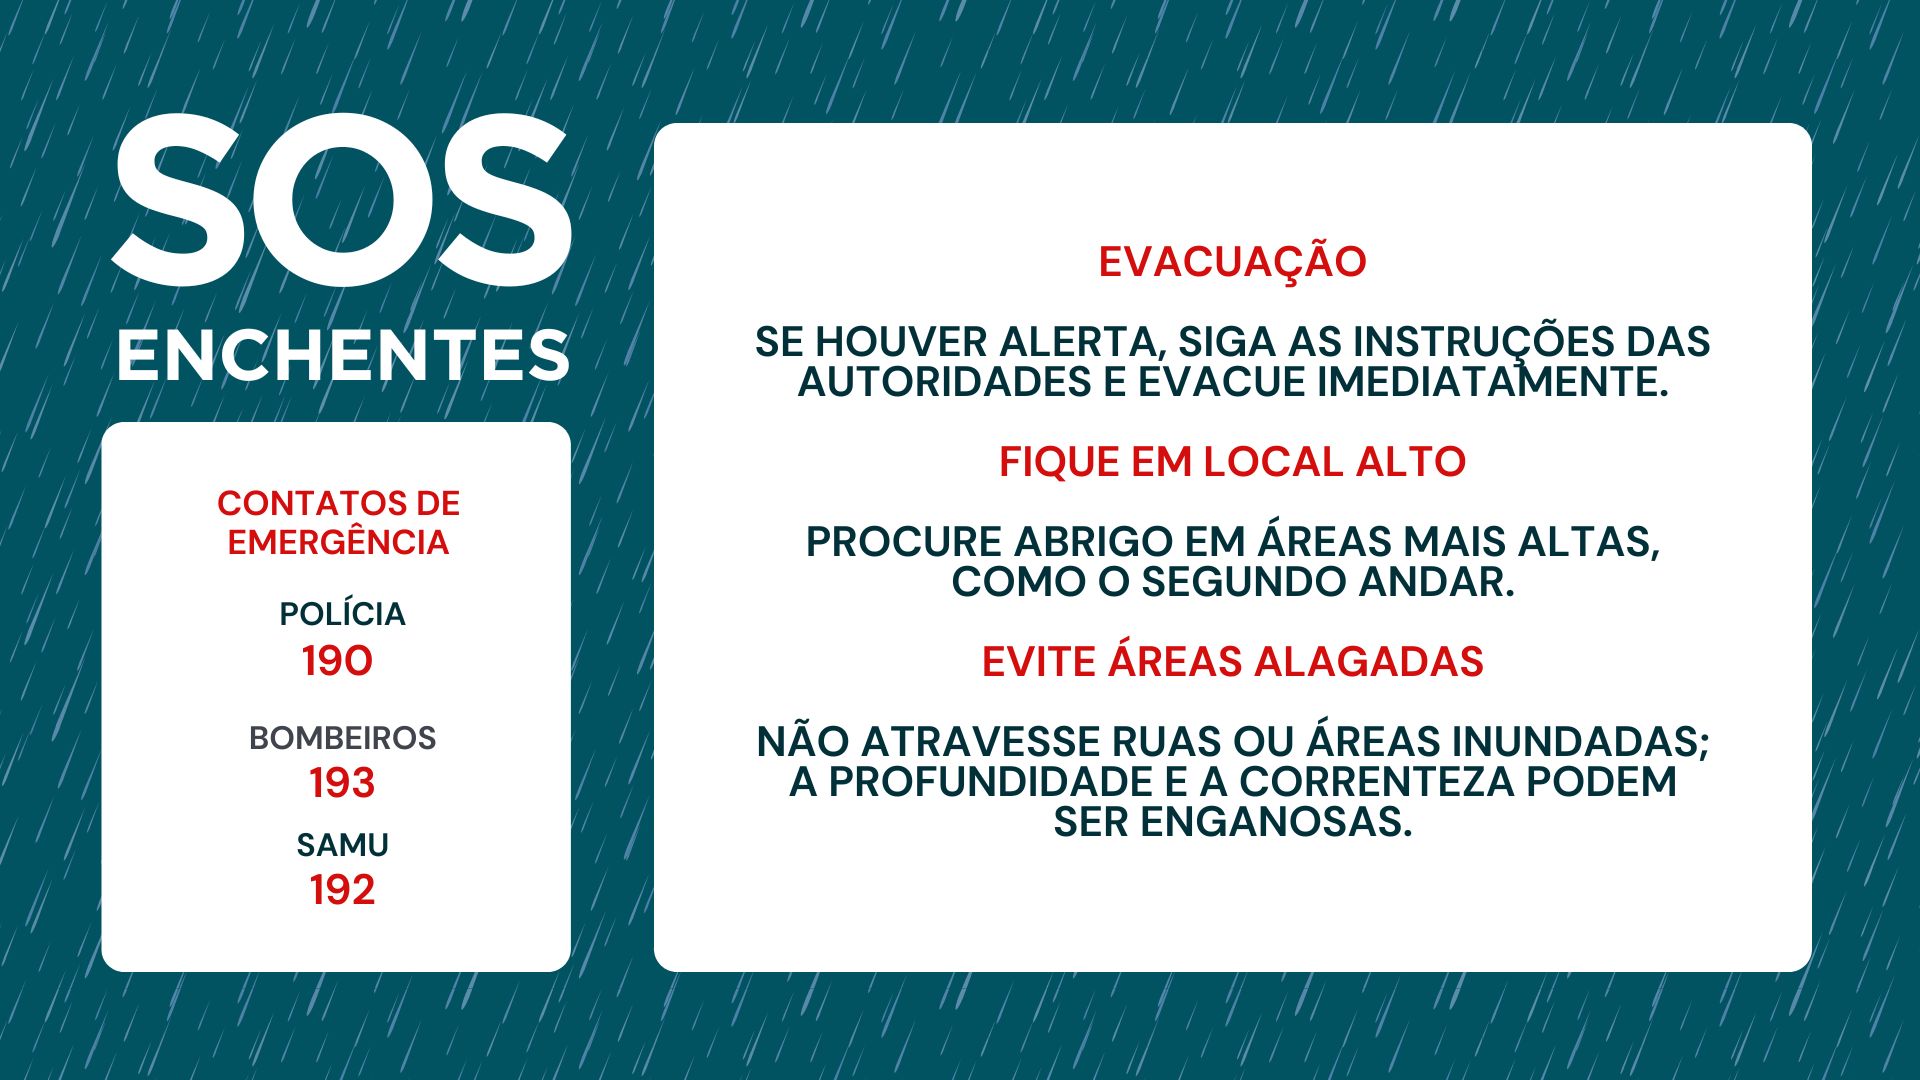 SOS
ENCHENTES
CONTATOS DE
EMERGÊNCIA
POLÍCIA
190
BOMBEIROS
193
SAMU
192
EVACUAÇÃO
SE HOUVER ALERTA, SIGA AS INSTRUÇÕES DAS
AUTORIDADES E EVACUE IMEDIATAMENTE.
FIQUE EM LOCAL ALTO
PROCURE ABRIGO EM ÁREAS MAIS ALTAS,
COMO O SEGUNDO ANDAR.
EVITE ÁREAS ALAGADAS
NÃO ATRAVESSE RUAS OU ÁREAS INUNDADAS;
A PROFUNDIDADE E A CORRENTEZA PODEM
SER ENGANOSAS.